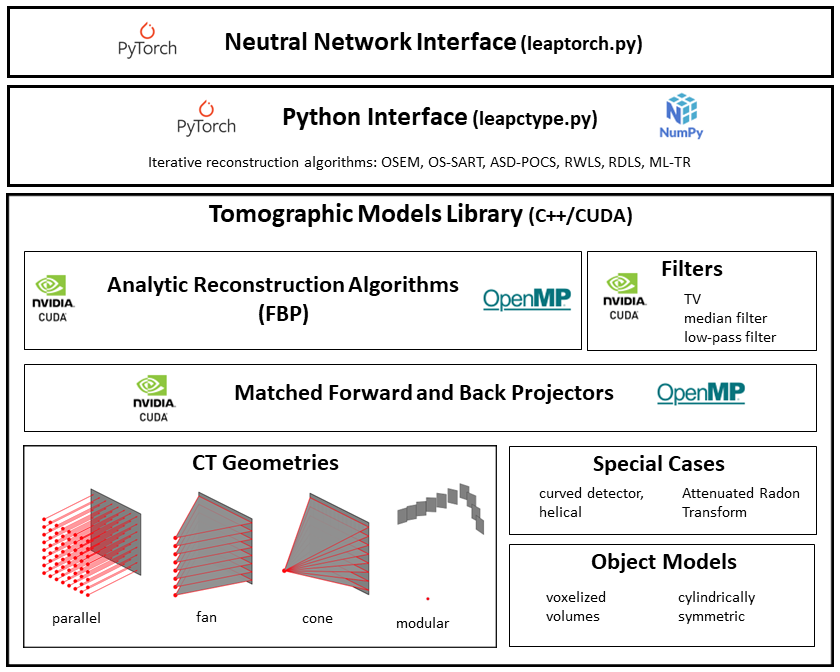 PyTorch
Neutral Network Interface (leaptorch.py)
PyTorch
Python Interface (leapctype.py)
NumPy
Iterative reconstruction algorithms: OSEM, OS-SART, ASD-POCS, RWLS, RDLS, ML-TR
Tomographic Models Library (C++/CUDA)
NVIDIA.
CUDA
Analytic Reconstruction Algorithms
(FBP)
OpenMP
NVIDIA.
CUDA
Filters
TV
median filter
low-pass filter
NVIDIA.
CUDA
Matched Forward and Back Projectors
OpenMP
CT Geometries
parallel
fan
cone
modular
Special Cases
curved detector,
helical
Attenuated Radon
Transform
Object Models
voxelized
volumes
cylindrically
symmetric